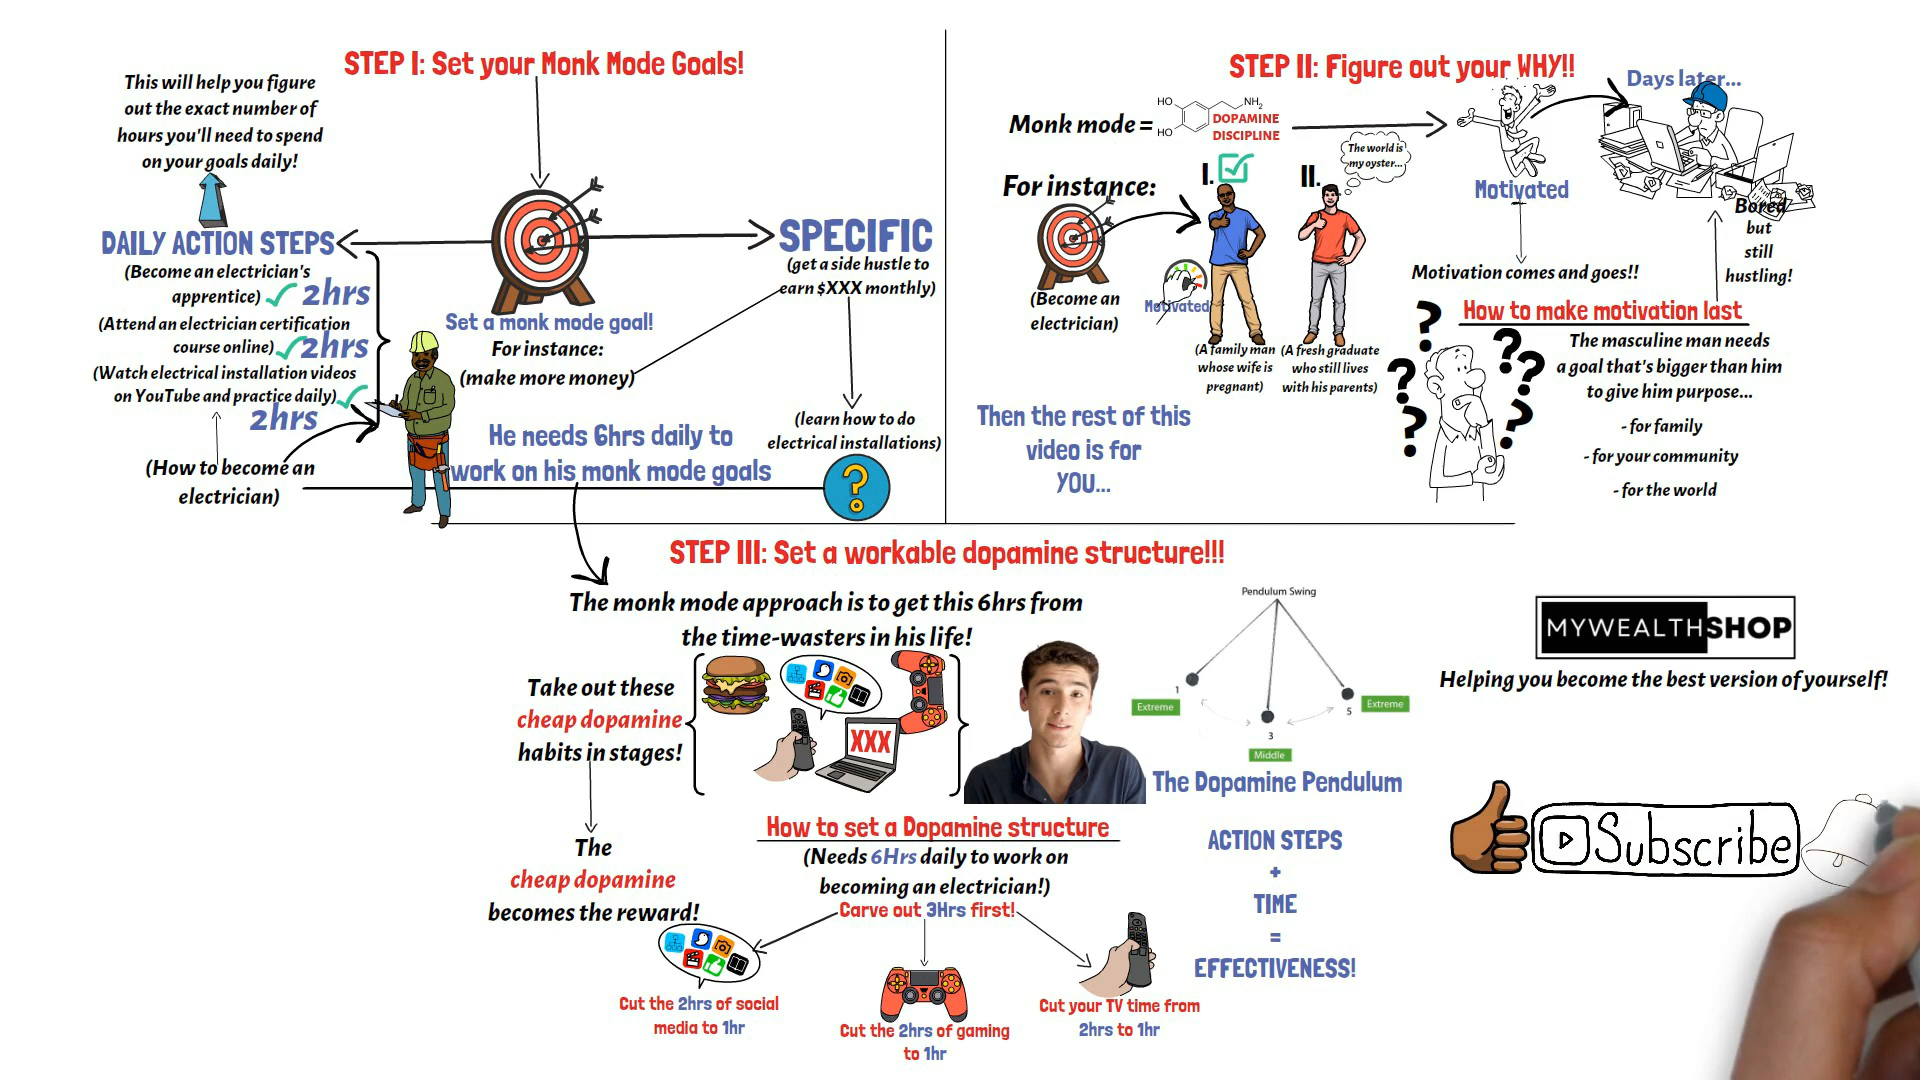 STEP I: Set your Monk Mode Goals!
This will help you figure
out the exact number of
hours you'll need to spend
on your goals daily!
DAILY ACTION STEPS
(Become an electrician's
apprentice) 2hrs
(Attend an electrician certification
course online) 2hrs
(Watch electrical installation videos
on YouTube and practice daily)
2hrs
(How to become an
electrician)
Set a monk mode goal!
For instance:
(make more money)
SPECIFIC
(get a side hustle to
earn $XXX monthly)
(learn how to do
electrical installations)
?
He needs 6hrs daily to
work on his monk mode goals
STEP II: Figure out your WHY!!
Monk mode =
HO
HO
NH2
DOPAMINE
DISCIPLINE
Motivated
Days later...
Bored
but
still
hustling!
For instance:
I.
II.
The world is
my oyster...
(Become an
electrician)
Motivated
(A family man
whose wife is
pregnant)
(A fresh graduate
who still lives
with his parents)
Motivation comes and goes!!
How to make motivation last
The masculine man needs
a goal that's bigger than him
to give him purpose...
- for family
- for your community
- for the world
? ? ? ? ? ?
Then the rest of this
video is for
YOU...
STEP III: Set a workable dopamine structure!!!
The monk mode approach is to get this 6hrs from
the time-wasters in his life!
Take out these
cheap dopamine
habits in stages!
XXX
The
cheap dopamine
becomes the reward!
Pendulum Swing
1
Extreme
3
Middle
5
Extreme
The Dopamine Pendulum
How to set a Dopamine structure
(Needs 6Hrs daily to work on
becoming an electrician!)
Carve out 3Hrs first!
Cut the 2hrs of social
media to 1hr
Cut the 2hrs of gaming
to 1hr
Cut your TV time from
2hrs to 1hr
ACTION STEPS
+
TIME
=
EFFECTIVENESS!
MYWEALTHSHOP
Helping you become the best version of yourself!
Subscribe